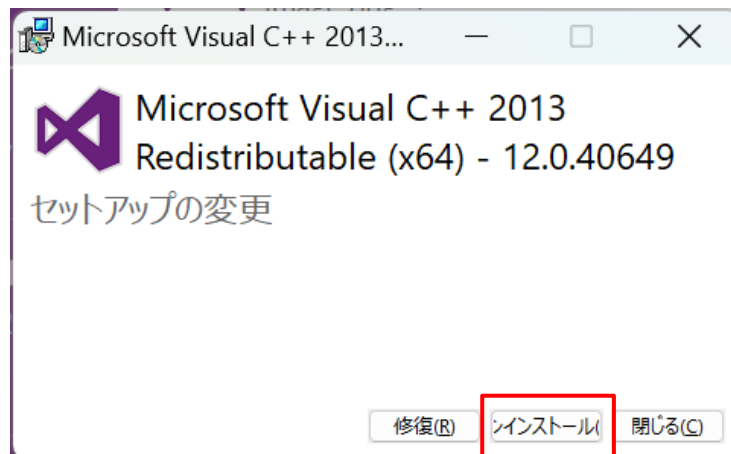 Microsoft Visual C++ 2013...
Microsoft Visual C++ 2013
Redistributable (x64) - 12.0.40649
セットアップの変更
修復(R)
ンインストール(
閉じる(C)